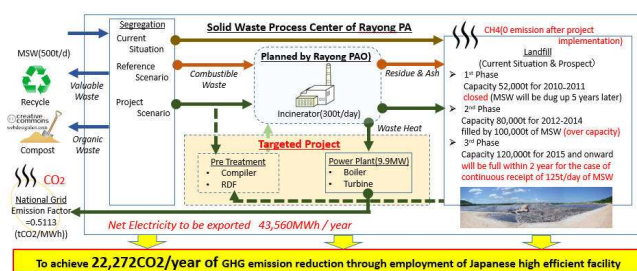 Solid Waste Process Center of Rayong PA
MSW(500t/d)
Recycle
Valuable
Waste
creative
commons
Compost
Organic
Waste
CO2
National Grid
Emission Factor
=0.5113
(tCO2/MWh))
Segregation
Current
Situation
Reference
Scenario
Project
Scenario
Combustible
Waste
Planned by Rayong PAO)
Incinerator(300t/day)
Residue & Ash
Waste Heat
Targeted Project
Pre Treatment
• Compiler
• RDF
Power Plant(9.9MW)
• Boiler
• Turbine
Net Electricity to be exported 43,560MWh / year
CH4(0 emission after project
implementation)
Landfill
(Current Situation & Prospect)
➢ 1st Phase
Capacity 52,000t for 2010-2011
closed (MSW will be dug up 5 years later)
➢ 2nd Phase
Capacity 80,000t for 2012-2014
filled by 100,000t of MSW (over capacity)
➢ 3rd Phase
Capacity 120,000t for 2015 and onward
will be full within 2 year for the case of
continuous receipt of 125t/day of MSW
To achieve 22,272CO2/year of GHG emission reduction through employment of Japanese high efficient facility